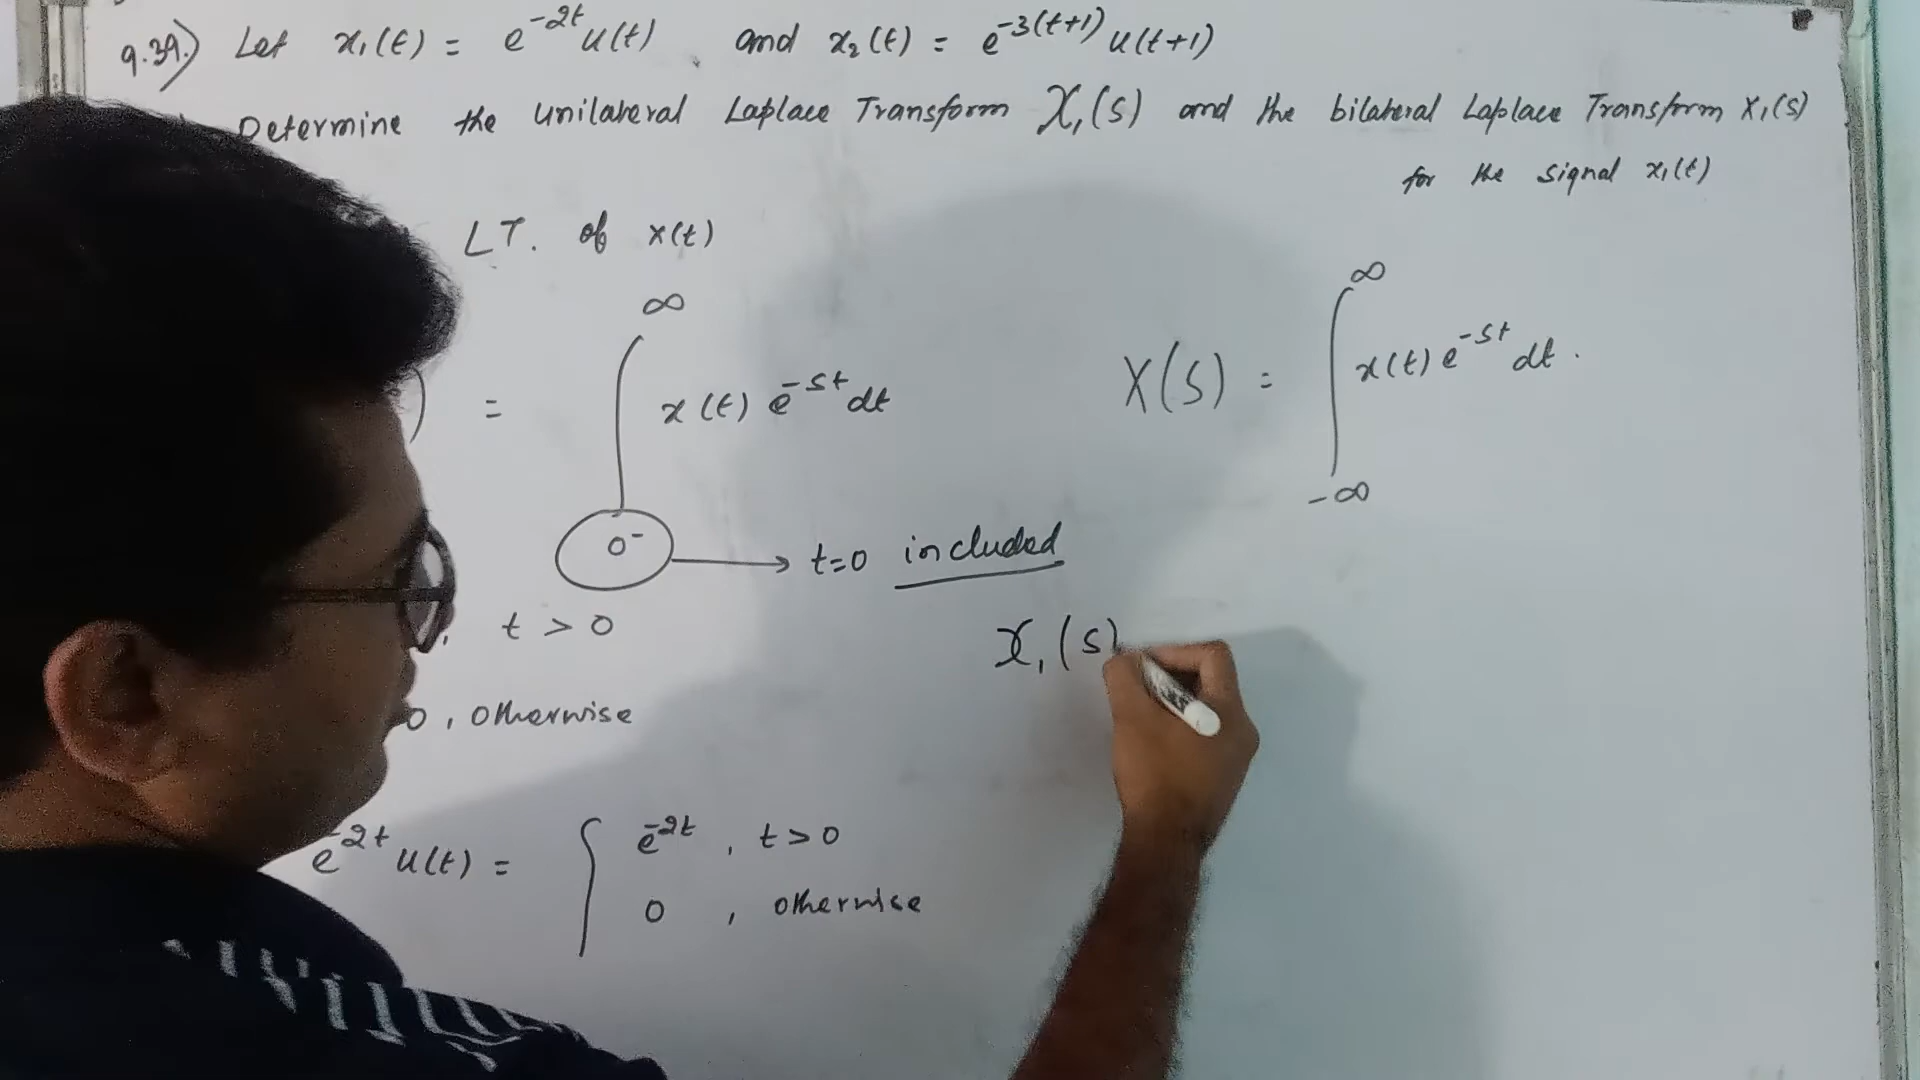 9.39.) Let x₁(t) = e^{-2t} u(t) and x₂(t) = e^{-3(t+1)} u(t+1)
Determine the unilateral Laplace Transform 𝒳₁(s) and the bilateral Laplace Transform X₁(s)
for the signal x₁(t)
LT. of x(t)
) = ∫_{0⁻}^{∞} x(t) e^{-st} dt
X(s) = ∫_{-∞}^{∞} x(t) e^{-st} dt.
→ t=0 included
, t > 0
0, otherwise
𝒳₁(s)
e^{-2t} u(t) = { e^{-2t}, t > 0
0, otherwise